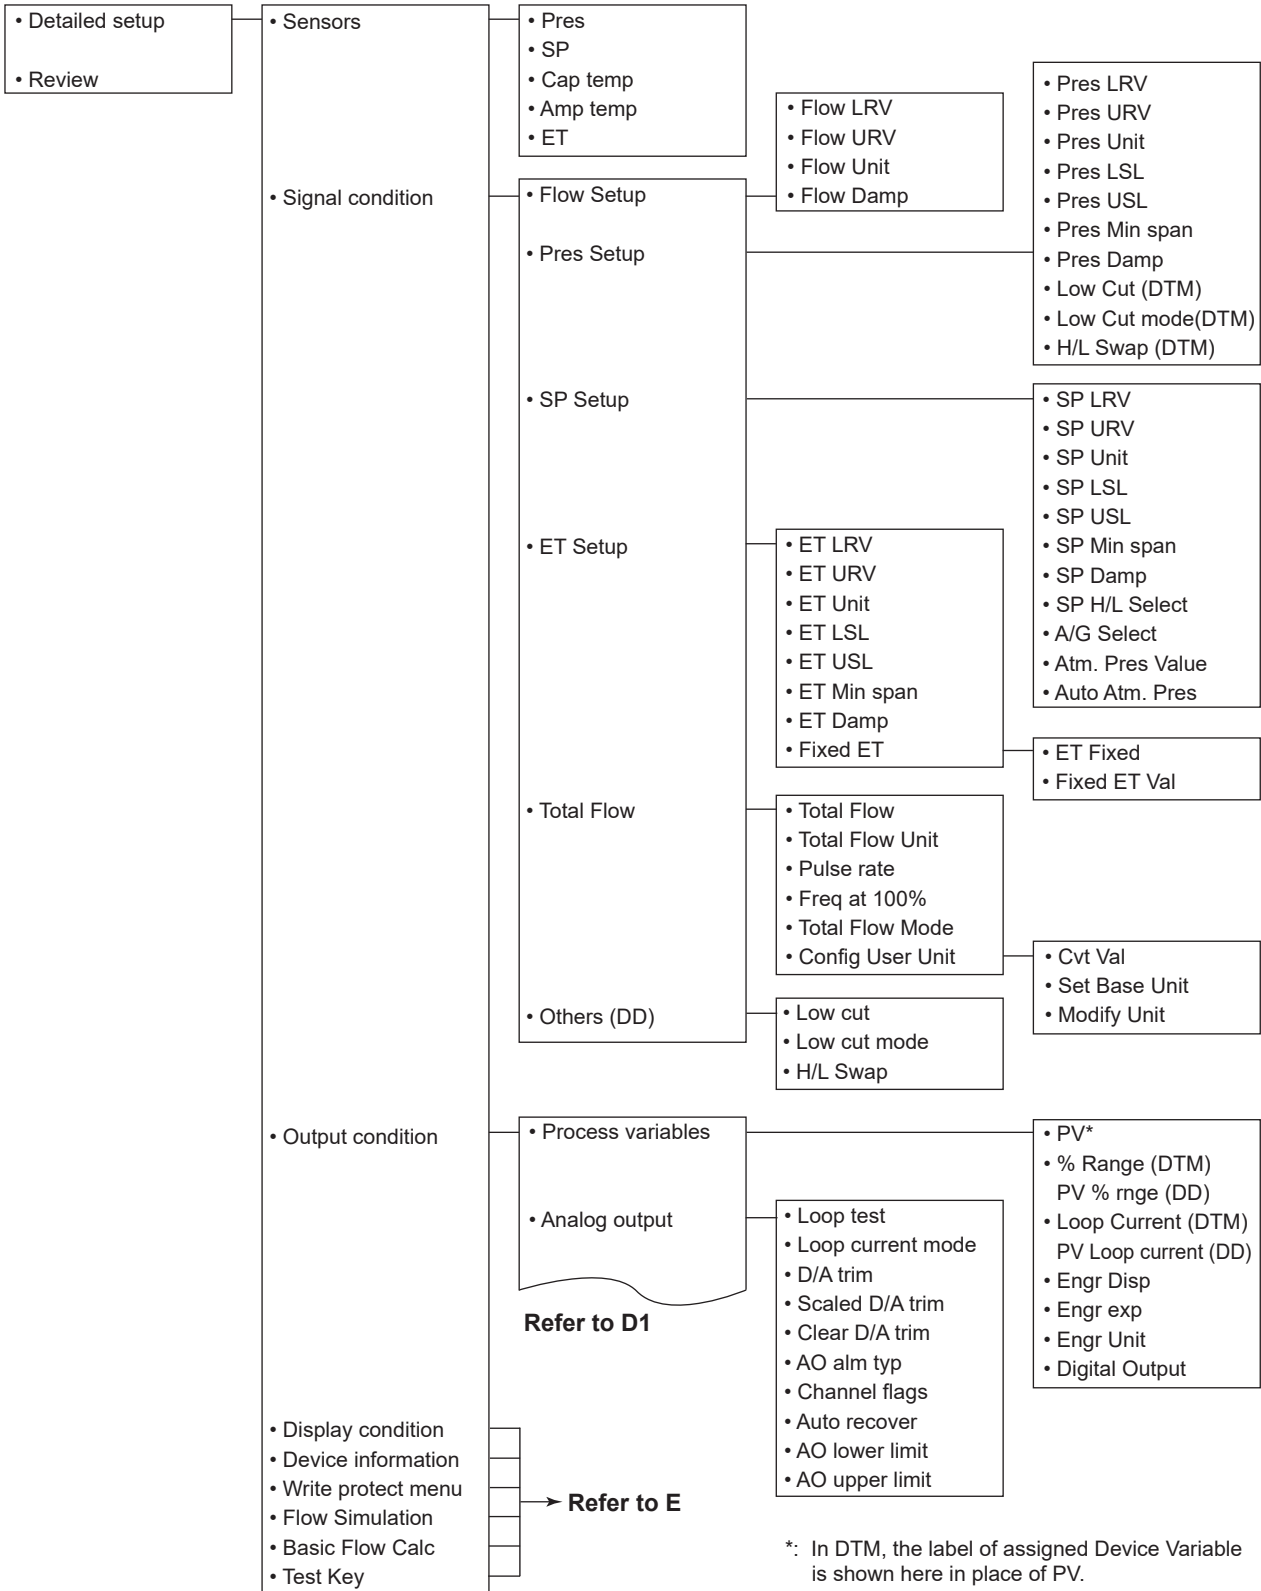 • Detailed setup
• Review
• Sensors
• Pres
• SP
• Cap temp
• Amp temp
• ET
• Signal condition
• Flow Setup
• Flow LRV
• Flow URV
• Flow Unit
• Flow Damp
• Pres Setup
• Pres LRV
• Pres URV
• Pres Unit
• Pres LSL
• Pres USL
• Pres Min span
• Pres Damp
• Low Cut (DTM)
• Low Cut mode(DTM)
• H/L Swap (DTM)
• SP Setup
• SP LRV
• SP URV
• SP Unit
• SP LSL
• SP USL
• SP Min span
• SP Damp
• SP H/L Select
• A/G Select
• Atm. Pres Value
• Auto Atm. Pres
• ET Setup
• ET LRV
• ET URV
• ET Unit
• ET LSL
• ET USL
• ET Min span
• ET Damp
• Fixed ET
• ET Fixed
• Fixed ET Val
• Total Flow
• Total Flow
• Total Flow Unit
• Pulse rate
• Freq at 100%
• Total Flow Mode
• Config User Unit
• Cvt Val
• Set Base Unit
• Modify Unit
• Others (DD)
• Low cut
• Low cut mode
• H/L Swap
• Output condition
• Process variables
• PV*
• % Range (DTM)
PV % rnge (DD)
• Loop Current (DTM)
PV Loop current (DD)
• Engr Disp
• Engr exp
• Engr Unit
• Digital Output
• Analog output
• Loop test
• Loop current mode
• D/A trim
• Scaled D/A trim
• Clear D/A trim
• AO alm typ
• Channel flags
• Auto recover
• AO lower limit
• AO upper limit
Refer to D1
• Display condition
• Device information
• Write protect menu
• Flow Simulation
• Basic Flow Calc
• Test Key
Refer to E
*: In DTM, the label of assigned Device Variable
is shown here in place of PV.